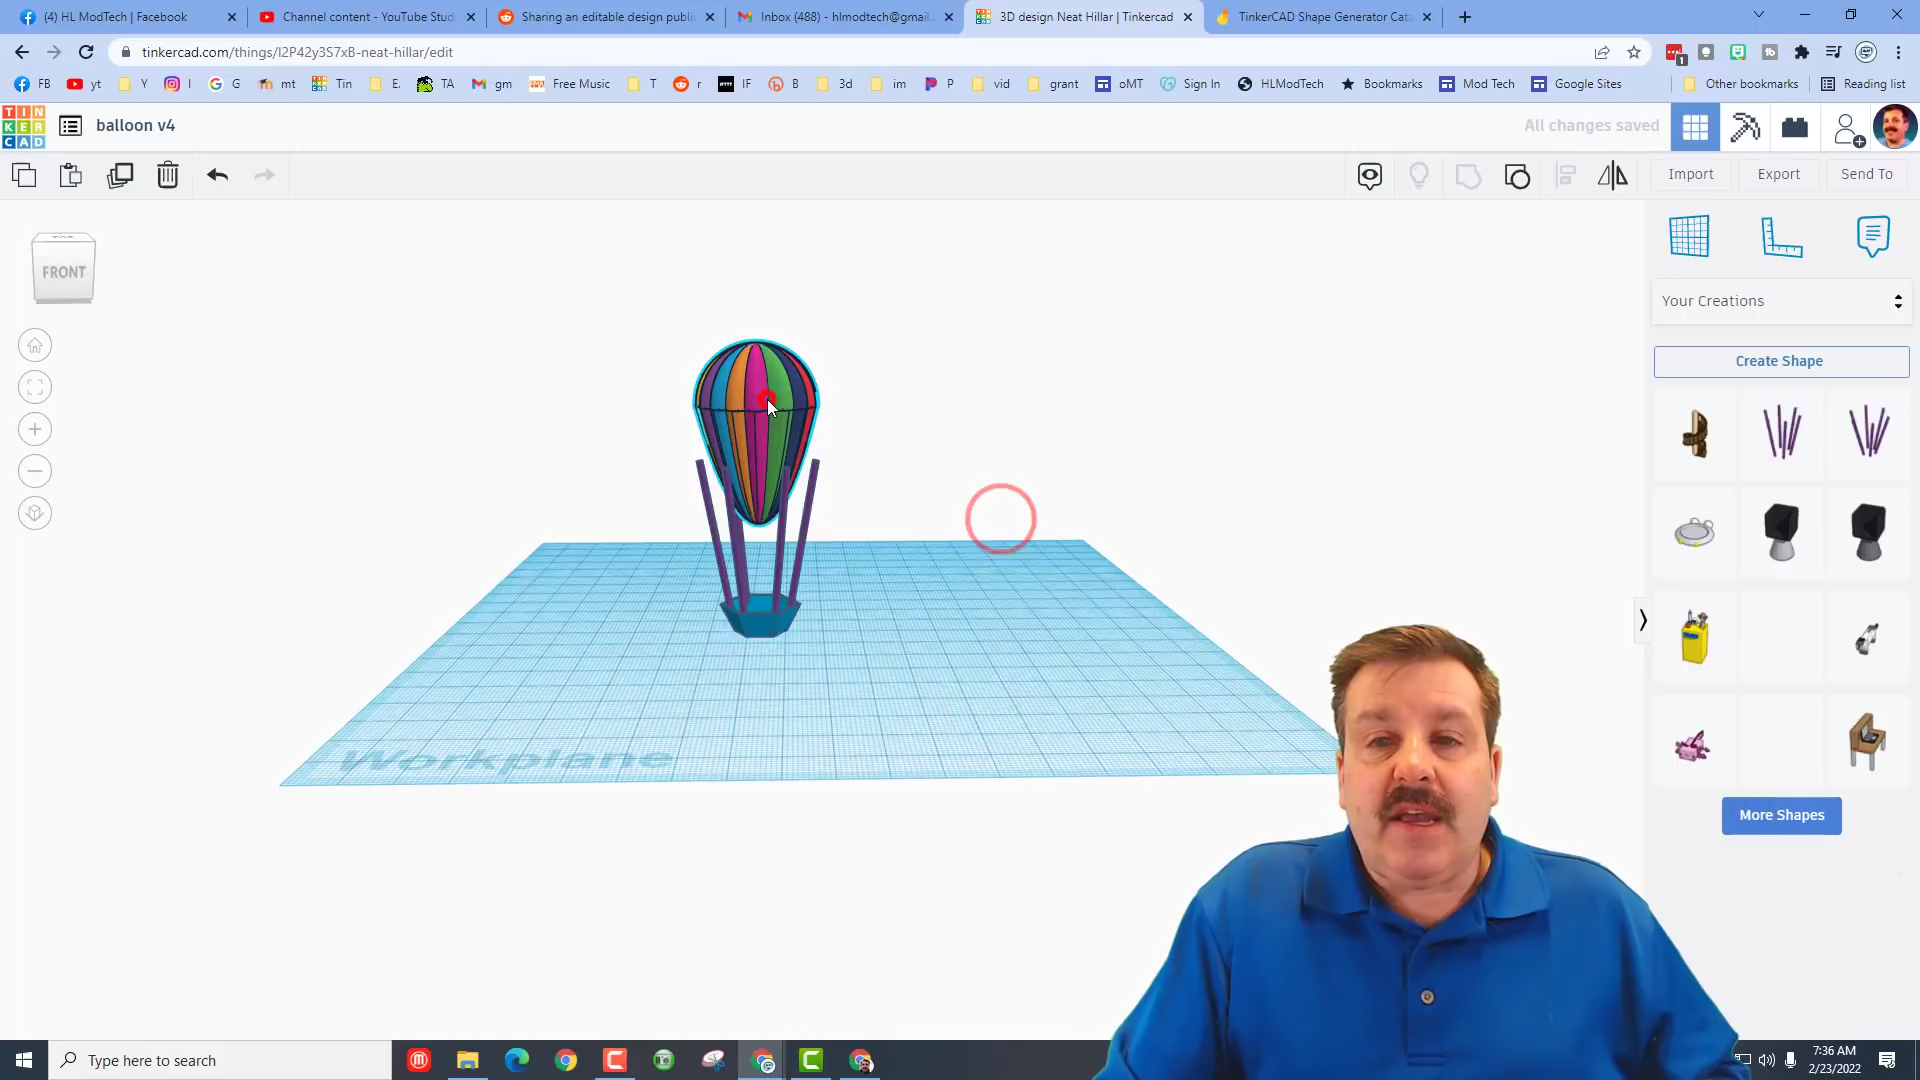 (4) HL ModTech | Facebook
Channel content - YouTube Stud
Sharing an editable design publi
Inbox (488) - hlmodtech@gmail.
3D design Neat Hillar | Tinkercad
TinkerCAD Shape Generator Cata
tinkercad.com/things/l2P42y3S7xB-neat-hillar/edit
1
FB
yt
Y
I
G
mt
Tin
E.
TA
gm
Free Music
T
r
IF
B
3d
im
P
vid
grant
oMT
Sign In
HLModTech
Bookmarks
Mod Tech
Google Sites
Other bookmarks
Reading list
TIN
KER
CAD
balloon v4
All changes saved
Import
Export
Send To
TOP
FRONT
Your Creations
Create Shape
Workplane
More Shapes
Type here to search
7:36 AM
2/23/2022